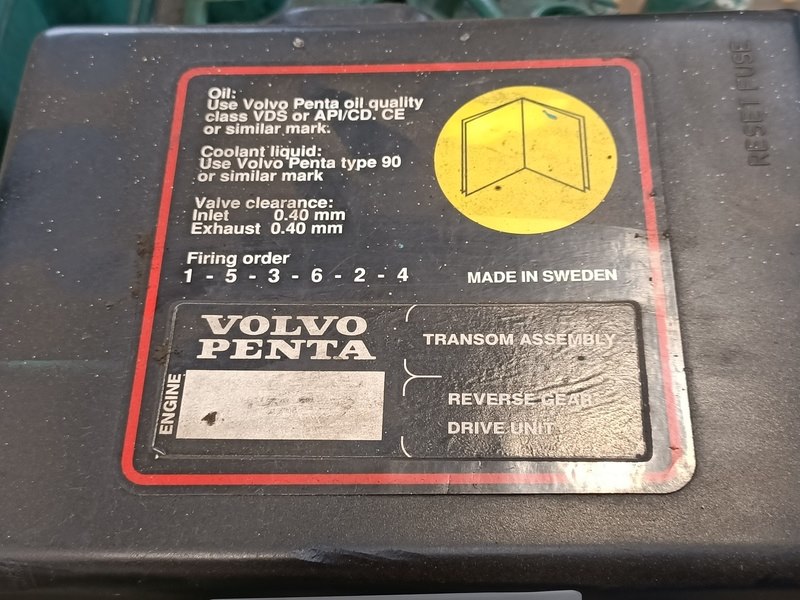 Oil:
Use Volvo Penta oil quality
class VDS or API/CD. CE
or similar mark.
Coolant liquid:
Use Volvo Penta type 90
or similar mark
Valve clearance:
Inlet 0.40 mm
Exhaust 0.40 mm
Firing order
1 - 5 - 3 - 6 - 2 - 4
MADE IN SWEDEN
VOLVO
PENTA
ENGINE
TRANSOM ASSEMBLY
REVERSE GEAR
DRIVE UNIT
RESET FUSE